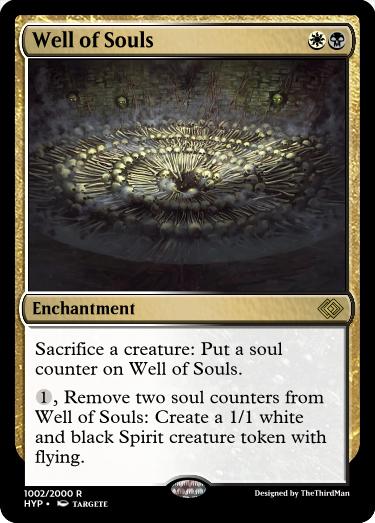 Well of Souls
Enchantment
Sacrifice a creature: Put a soul
counter on Well of Souls.
1, Remove two soul counters from
Well of Souls: Create a 1/1 white
and black Spirit creature token with
flying.
1002/2000 R
HYP • TARGETE
Designed by TheThirdMan